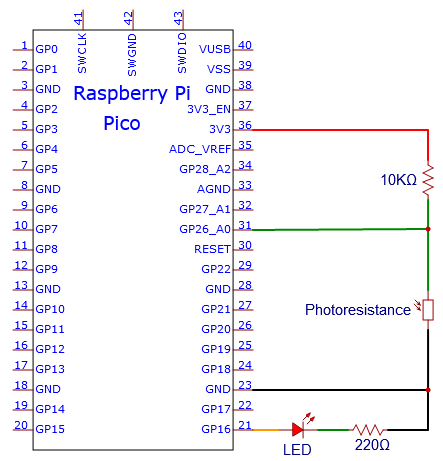 41 42 43
SWCLK SWGND SWDIO
1 GP0 VUSB 40
2 GP1 VSS 39
3 GND GND 38
Raspberry Pi
4 GP2 3V3_EN 37
Pico
5 GP3 3V3 36
6 GP4 ADC_VREF 35
7 GP5 GP28_A2 34
10KΩ
8 GND AGND 33
9 GP6 GP27_A1 32
10 GP7 GP26_A0 31
11 GP8 RESET 30
12 GP9 GP22 29
13 GND GND 28
14 GP10 GP21 27
Photoresistance
15 GP11 GP20 26
16 GP12 GP19 25
17 GP13 GP18 24
18 GND GND 23
19 GP14 GP17 22
20 GP15 GP16 21
LED 220Ω